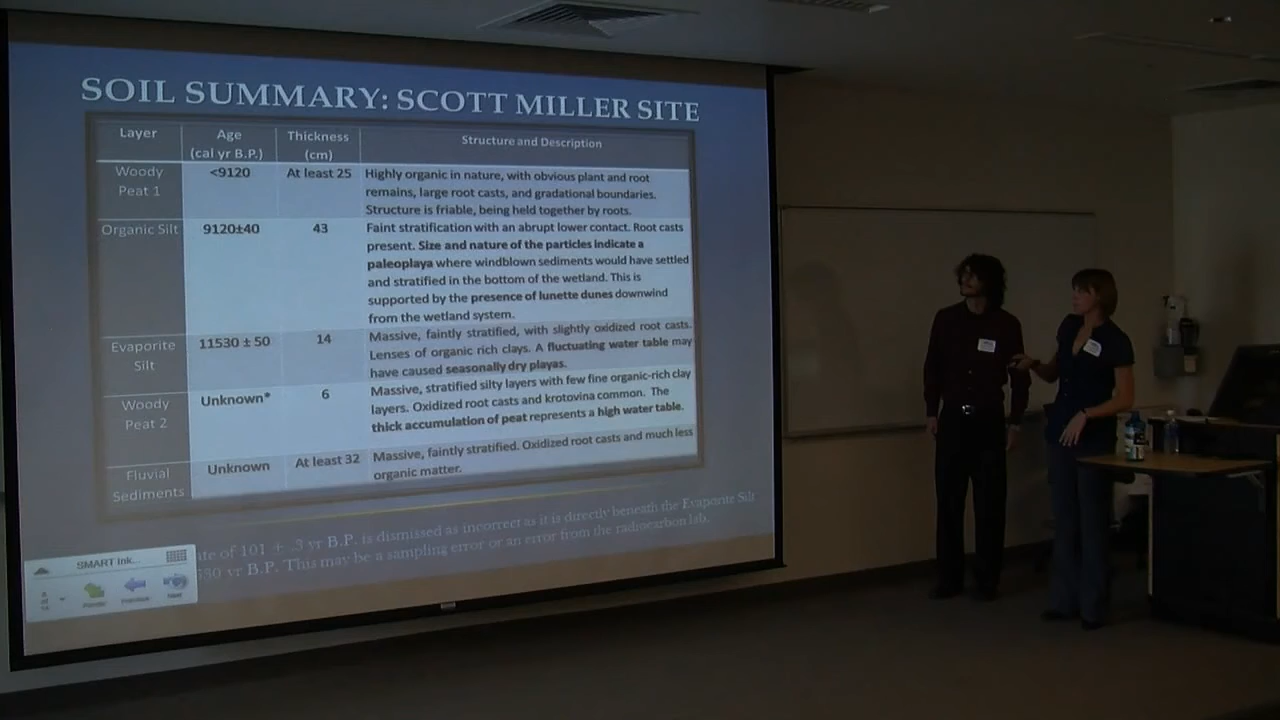 SOIL SUMMARY: SCOTT MILLER SITE
Layer
Age
(cal yr B.P.)
Thickness
(cm)
Structure and Description
Woody
Peat 1
<9120
At least 25
Highly organic in nature, with obvious plant and root
remains, large root casts, and gradational boundaries.
Structure is friable, being held together by roots.
Organic Silt
9120±40
43
Faint stratification with an abrupt lower contact. Root casts
present. Size and nature of the particles indicate a
paleoplaya where windblown sediments would have settled
and stratified in the bottom of the wetland. This is
supported by the presence of lunette dunes downwind
from the wetland system.
Evaporite
Silt
11530 ± 50
14
Massive, faintly stratified, with slightly oxidized root casts.
Lenses of organic rich clays. A fluctuating water table may
have caused seasonally dry playas.
Woody
Peat 2
Unknown*
6
Massive, stratified silty layers with few fine organic-rich clay
layers. Oxidized root casts and krotovina common. The
thick accumulation of peat represents a high water table.
Fluvial
Sediments
Unknown
At least 32
Massive, faintly stratified. Oxidized root casts and much less
organic matter.
of 101 ± .3 yr B.P. is dismissed as incorrect as it is directly beneath the Evaporite Silt
yr B.P. This may be a sampling error or an error from the radiocarbon lab.
SMART Ink...
Pointer
Previous
Next